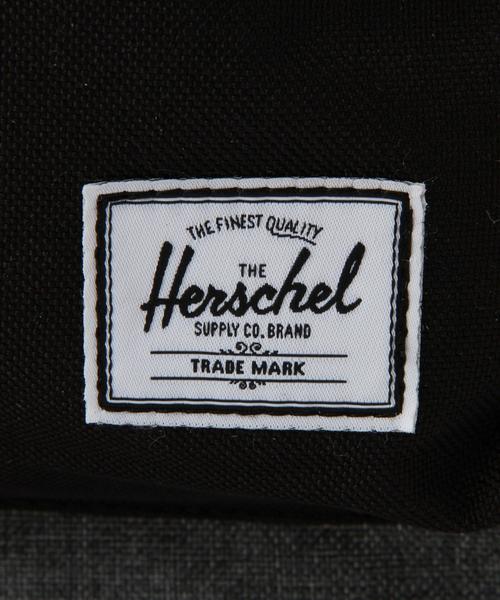 THE FINEST QUALITY
THE
Herschel
SUPPLY CO. BRAND
TRADE MARK